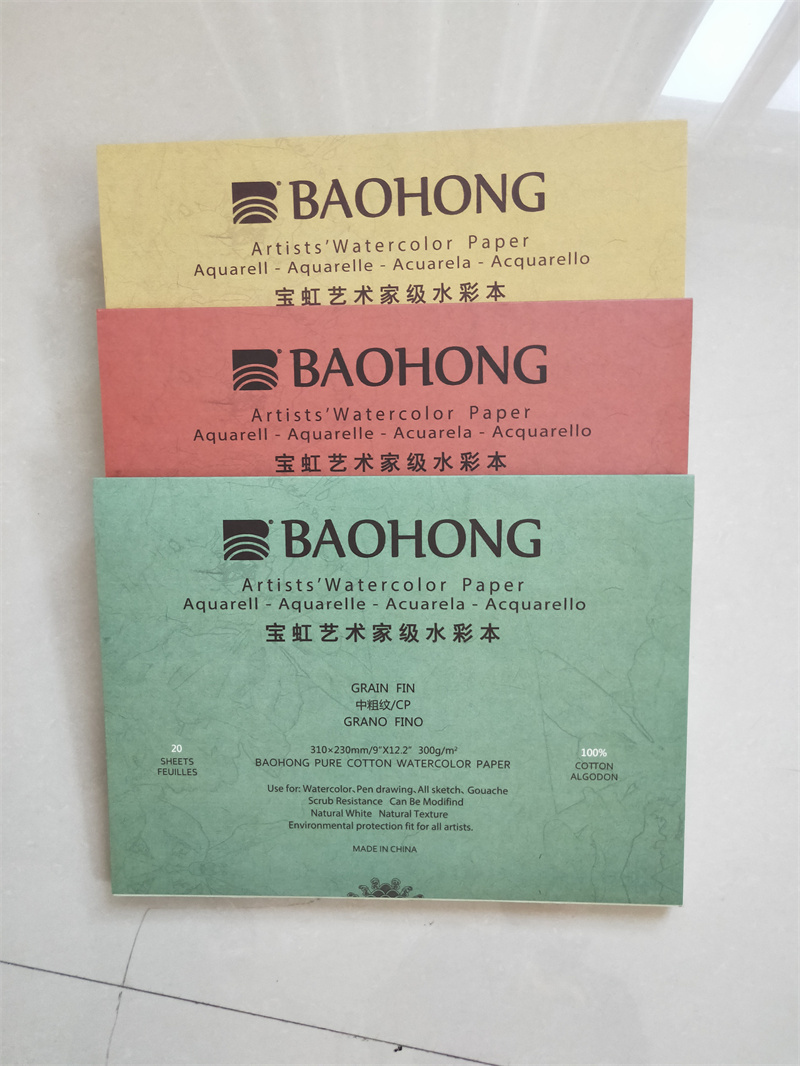 BAOHONG
Artists'Watercolor Paper
Aquarell - Aquarelle - Acuarela - Acquarello
宝虹艺术家级水彩本
BAOHONG
Artists'Watercolor Paper
Aquarell - Aquarelle - Acuarela - Acquarello
宝虹艺术家级水彩本
BAOHONG
Artists'Watercolor Paper
Aquarell - Aquarelle - Acuarela - Acquarello
宝虹艺术家级水彩本
GRAIN FIN
中粗纹/CP
GRANO FINO
20
SHEETS
FEUILLES
310×230mm/9"X12.2" 300g/m²
BAOHONG PURE COTTON WATERCOLOR PAPER
100%
COTTON
ALGODON
Use for: Watercolor、Pen drawing、All sketch、Gouache
Scrub Resistance Can Be Modifind
Natural White Natural Texture
Environmental protection fit for all artists.
MADE IN CHINA